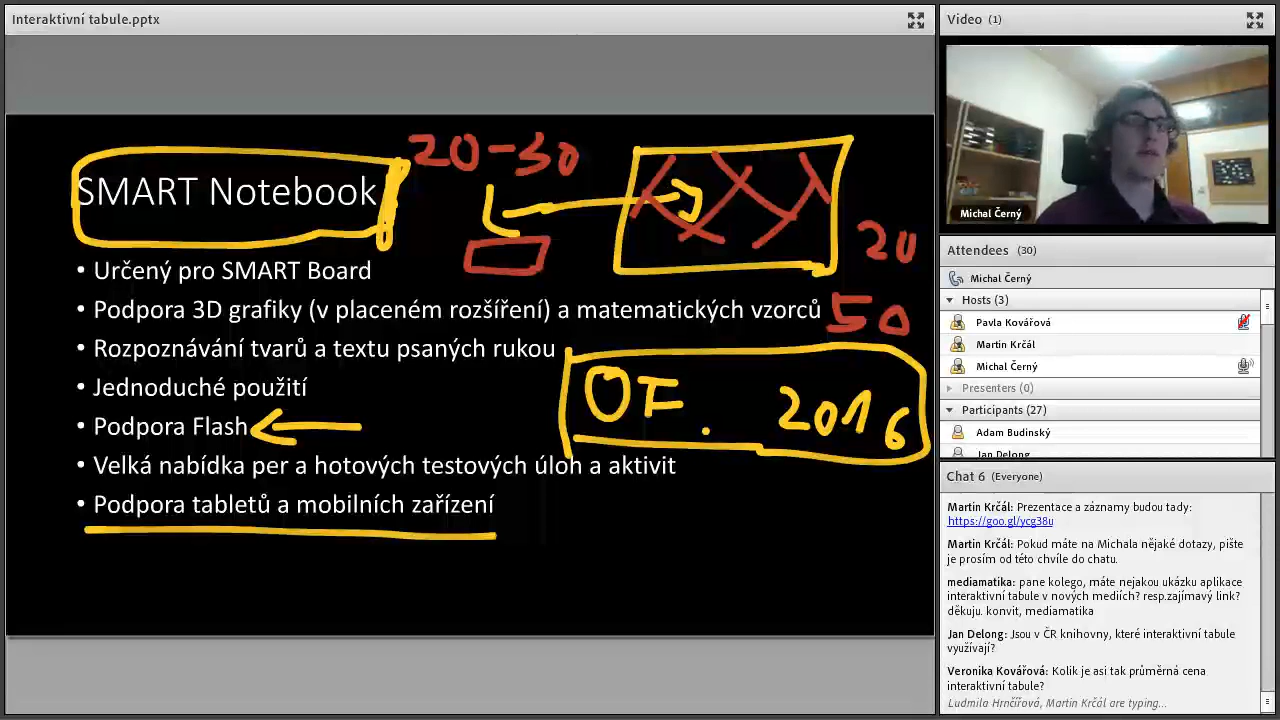 Interaktivní tabule.pptx
SMART Notebook
20-30
20
• Určený pro SMART Board
• Podpora 3D grafiky (v placeném rozšíření) a matematických vzorců
50
• Rozpoznávání tvarů a textu psaných rukou
• Jednoduché použití
OF. 2016
• Podpora Flash
• Velká nabídka per a hotových testových úloh a aktivit
• Podpora tabletů a mobilních zařízení
Video (1)
Michal Černý
Attendees (30)
Michal Černý
Hosts (3)
Pavla Kovářová
Martin Krčál
Michal Černý
Presenters (0)
Participants (27)
Adam Budinský
Jan Delong
Chat 6 (Everyone)
Martin Krčál: Prezentace a záznamy budou tady:
https://goo.gl/ycg38u
Martin Krčál: Pokud máte na Michala nějaké dotazy, pište
je prosím od této chvíle do chatu.
mediamatika: pane kolego, máte nejakou ukázku aplikace
interaktivní tabule v nových mediích? resp.zajímavý link?
děkuju. konvit, mediamatika
Jan Delong: Jsou v ČR knihovny, které interaktivní tabule
využívají?
Veronika Kovářová: Kolik je asi tak průměrná cena
interaktivní tabule?
Ludmila Hrnčířová, Martin Krčál are typing...